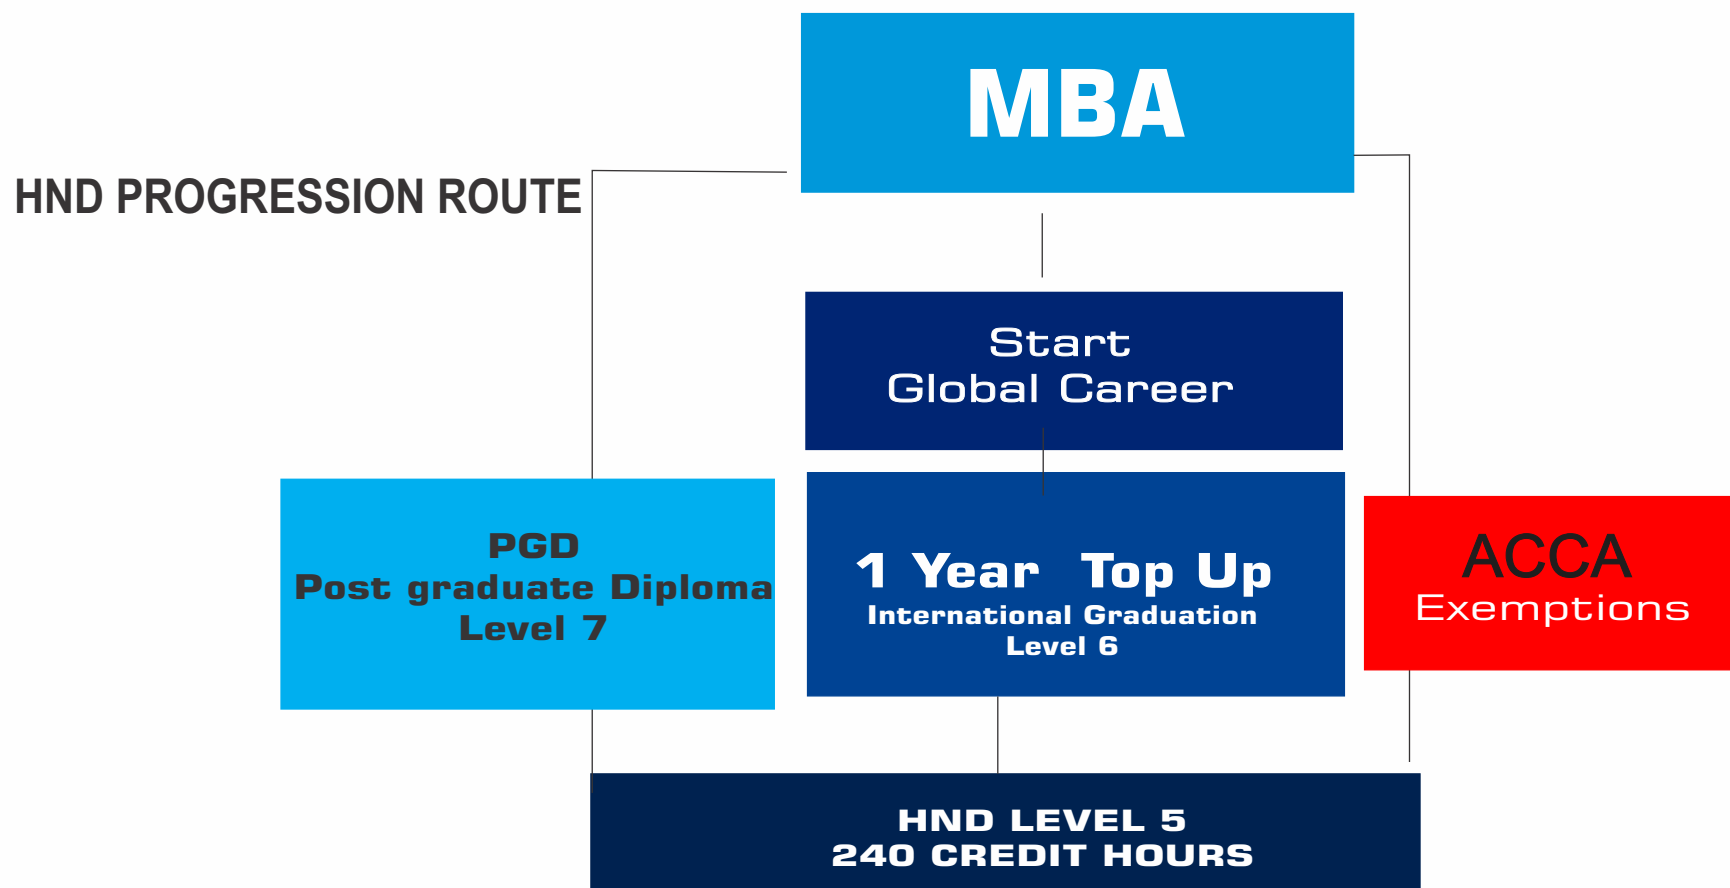 MBA
HND PROGRESSION ROUTE
Start
Global Career
PGD
Post graduate Diploma
Level 7
1 Year Top Up
International Graduation
Level 6
ACCA
Exemptions
HND LEVEL 5
240 CREDIT HOURS